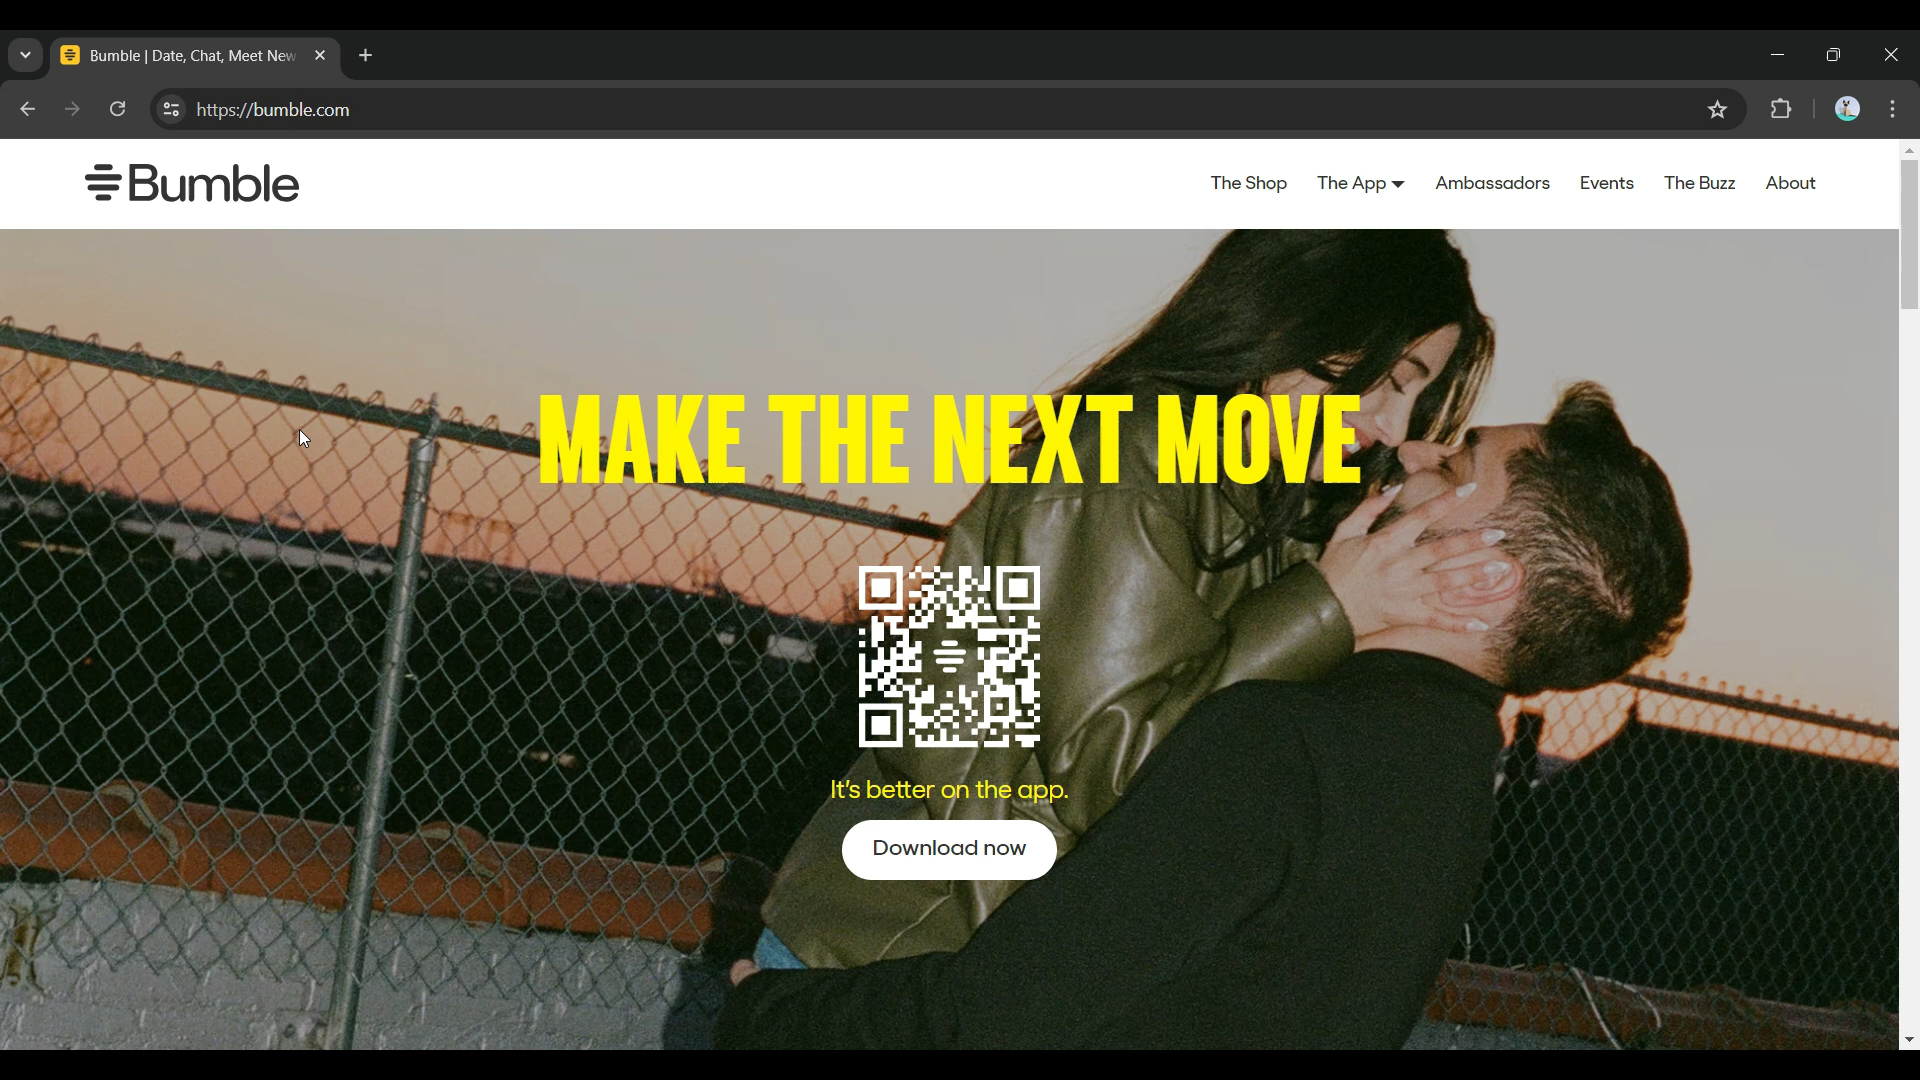 Bumble | Date, Chat, Meet New
https://bumble.com
Bumble
The Shop
The App
Ambassadors
Events
The Buzz
About
MAKE THE NEXT MOVE
It's better on the app.
Download now